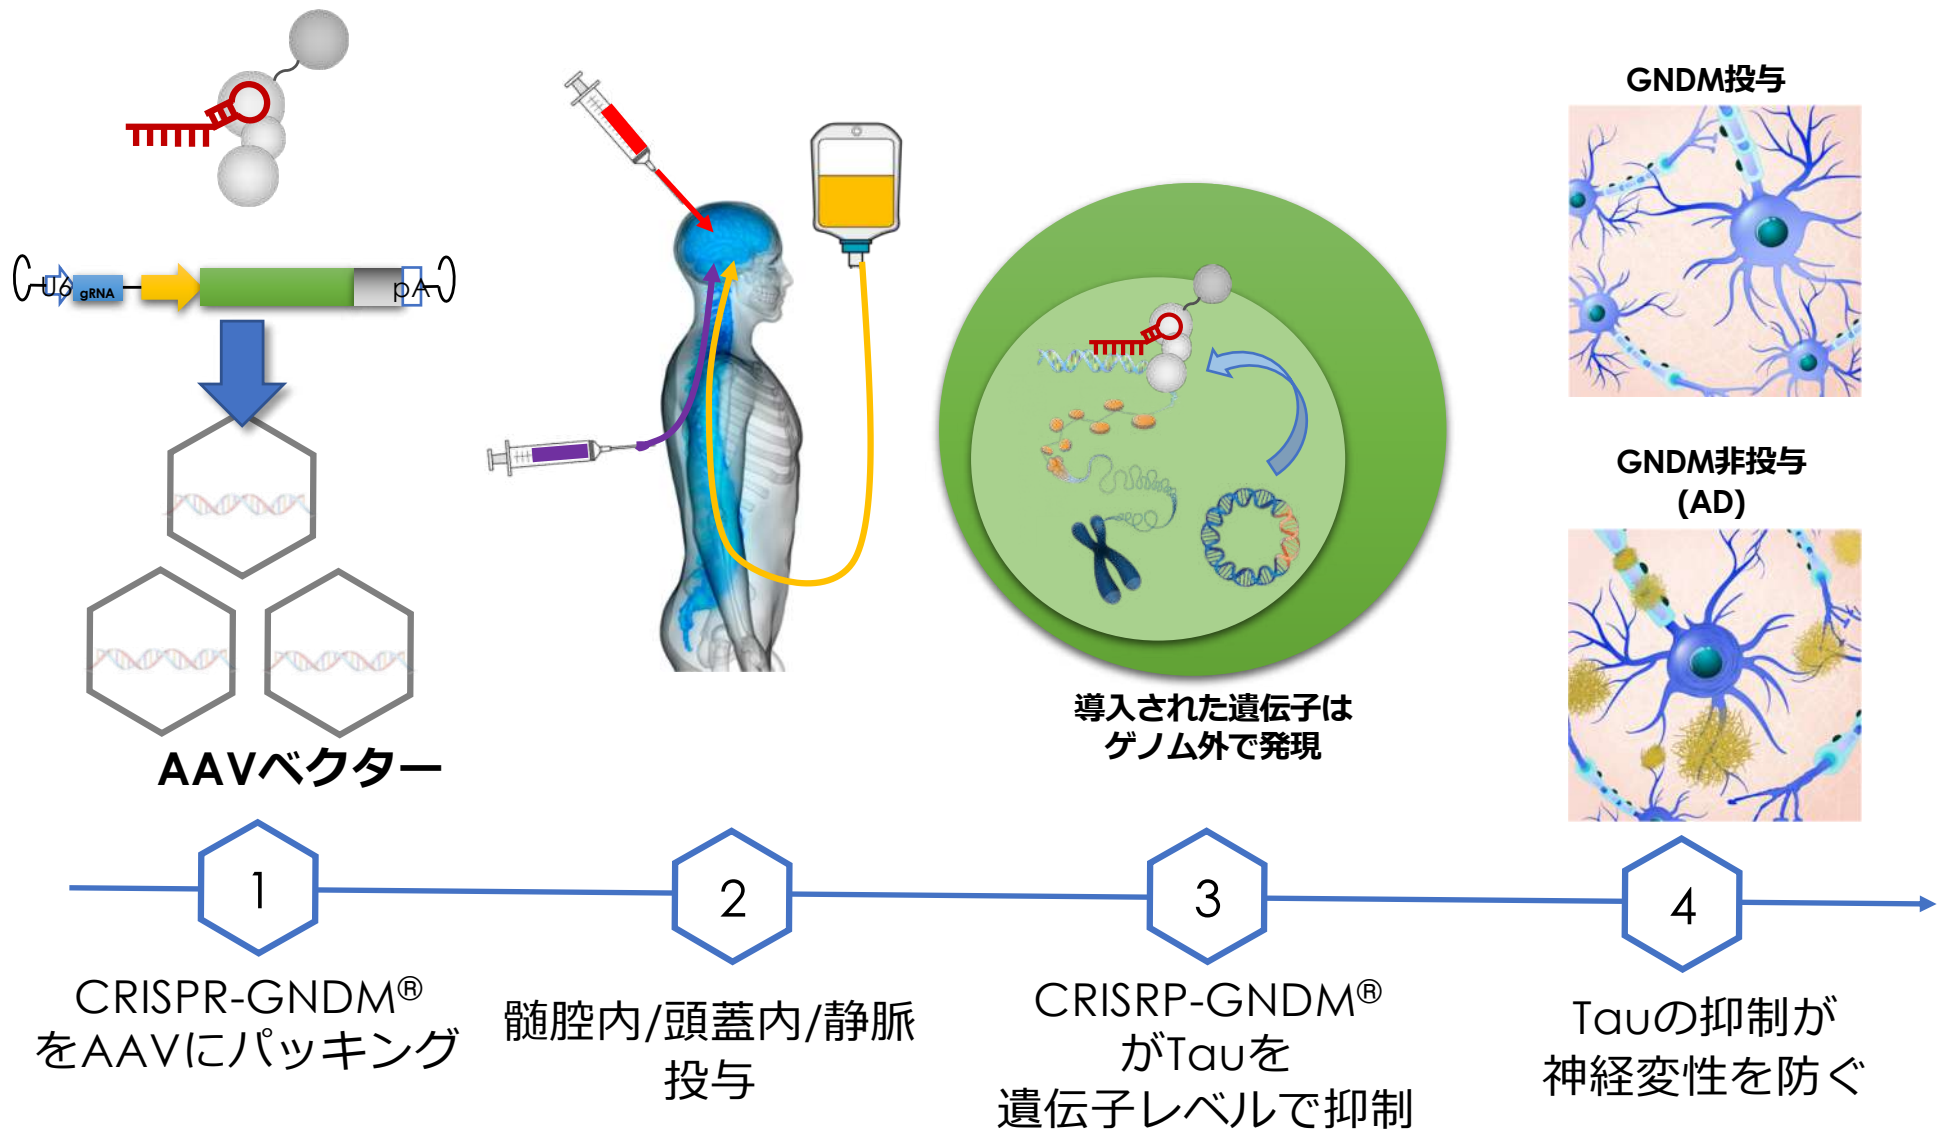 GNDM投与
U6
gRNA
pA
GNDM非投与
(AD)
導入された遺伝子は
ゲノム外で発現
AAVベクター
1
2
3
4
CRISPR-GNDM®
をAAVにパッキング
髄腔内/頭蓋内/静脈
投与
CRISRP-GNDM®
がTauを
遺伝子レベルで抑制
Tauの抑制が
神経変性を防ぐ